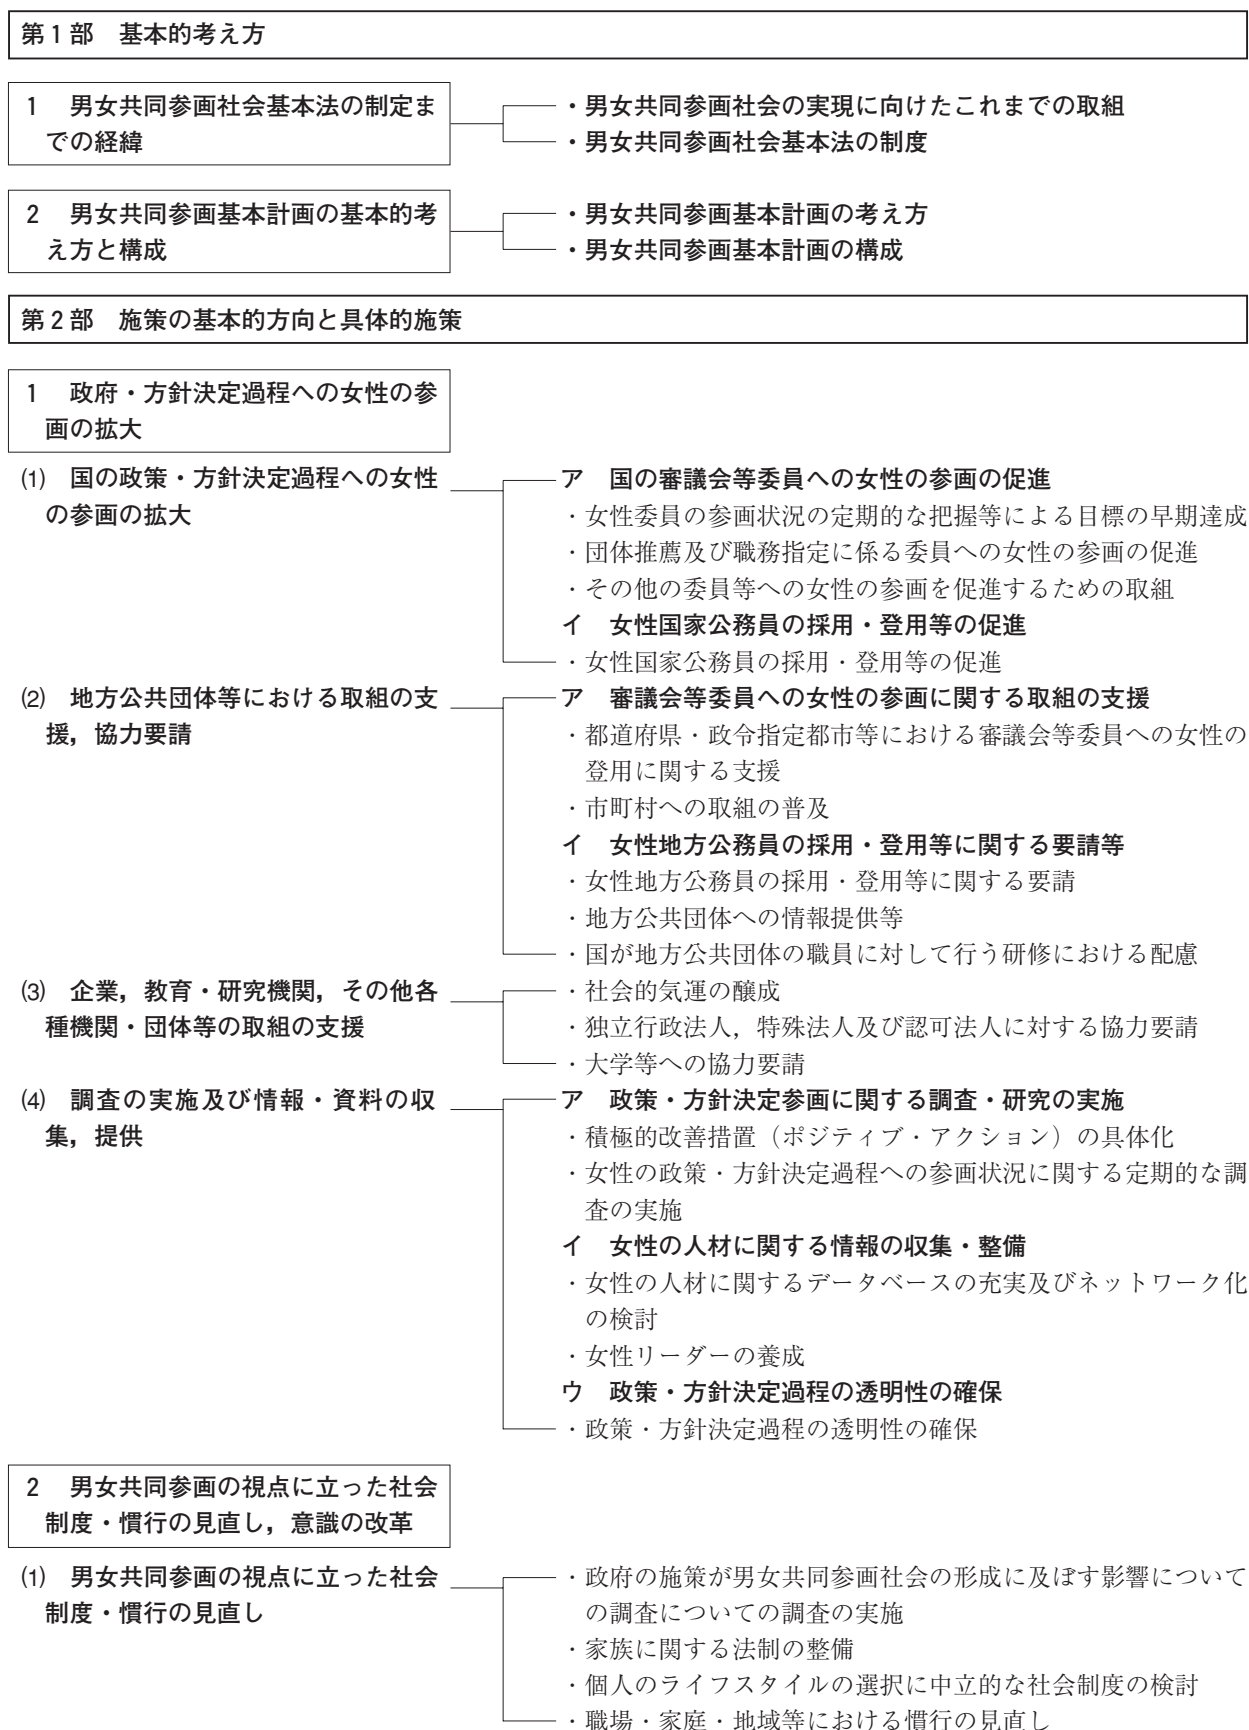 第1部　基本的考え方
1　男女共同参画社会基本法の制定ま
での経緯
・男女共同参画社会の実現に向けたこれまでの取組
・男女共同参画社会基本法の制度
2　男女共同参画基本計画の基本的考
え方と構成
・男女共同参画基本計画の考え方
・男女共同参画基本計画の構成
第2部　施策の基本的方向と具体的施策
1　政府・方針決定過程への女性の参
画の拡大
⑴　国の政策・方針決定過程への女性
の参画の拡大
ア　国の審議会等委員への女性の参画の促進
・女性委員の参画状況の定期的な把握等による目標の早期達成
・団体推薦及び職務指定に係る委員への女性の参画の促進
・その他の委員等への女性の参画を促進するための取組
イ　女性国家公務員の採用・登用等の促進
・女性国家公務員の採用・登用等の促進
⑵　地方公共団体等における取組の支
援，協力要請
ア　審議会等委員への女性の参画に関する取組の支援
・都道府県・政令指定都市等における審議会等委員への女性の
登用に関する支援
・市町村への取組の普及
イ　女性地方公務員の採用・登用等に関する要請等
・女性地方公務員の採用・登用等に関する要請
・地方公共団体への情報提供等
・国が地方公共団体の職員に対して行う研修における配慮
⑶　企業，教育・研究機関，その他各
種機関・団体等の取組の支援
・社会的気運の醸成
・独立行政法人，特殊法人及び認可法人に対する協力要請
・大学等への協力要請
⑷　調査の実施及び情報・資料の収
集，提供
ア　政策・方針決定参画に関する調査・研究の実施
・積極的改善措置（ポジティブ・アクション）の具体化
・女性の政策・方針決定過程への参画状況に関する定期的な調
査の実施
イ　女性の人材に関する情報の収集・整備
・女性の人材に関するデータベースの充実及びネットワーク化
の検討
・女性リーダーの養成
ウ　政策・方針決定過程の透明性の確保
・政策・方針決定過程の透明性の確保
2　男女共同参画の視点に立った社会
制度・慣行の見直し，意識の改革
⑴　男女共同参画の視点に立った社会
制度・慣行の見直し
・政府の施策が男女共同参画社会の形成に及ぼす影響について
の調査についての調査の実施
・家族に関する法制の整備
・個人のライフスタイルの選択に中立的な社会制度の検討
・職場・家庭・地域等における慣行の見直し